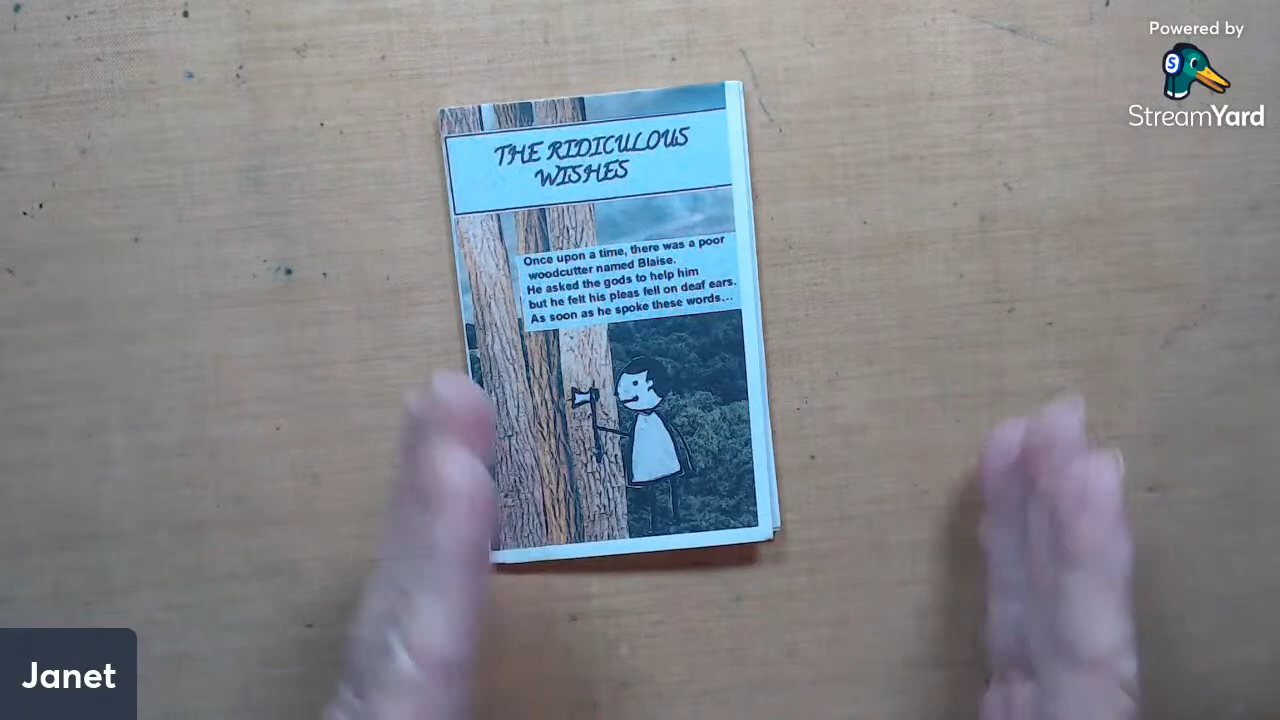 Powered by
StreamYard
THE RIDICULOUS
WISHES
Once upon a time, there was a poor
woodcutter named Blaise.
He asked the gods to help him
but he felt his pleas fell on deaf ears.
As soon as he spoke these words...
Janet